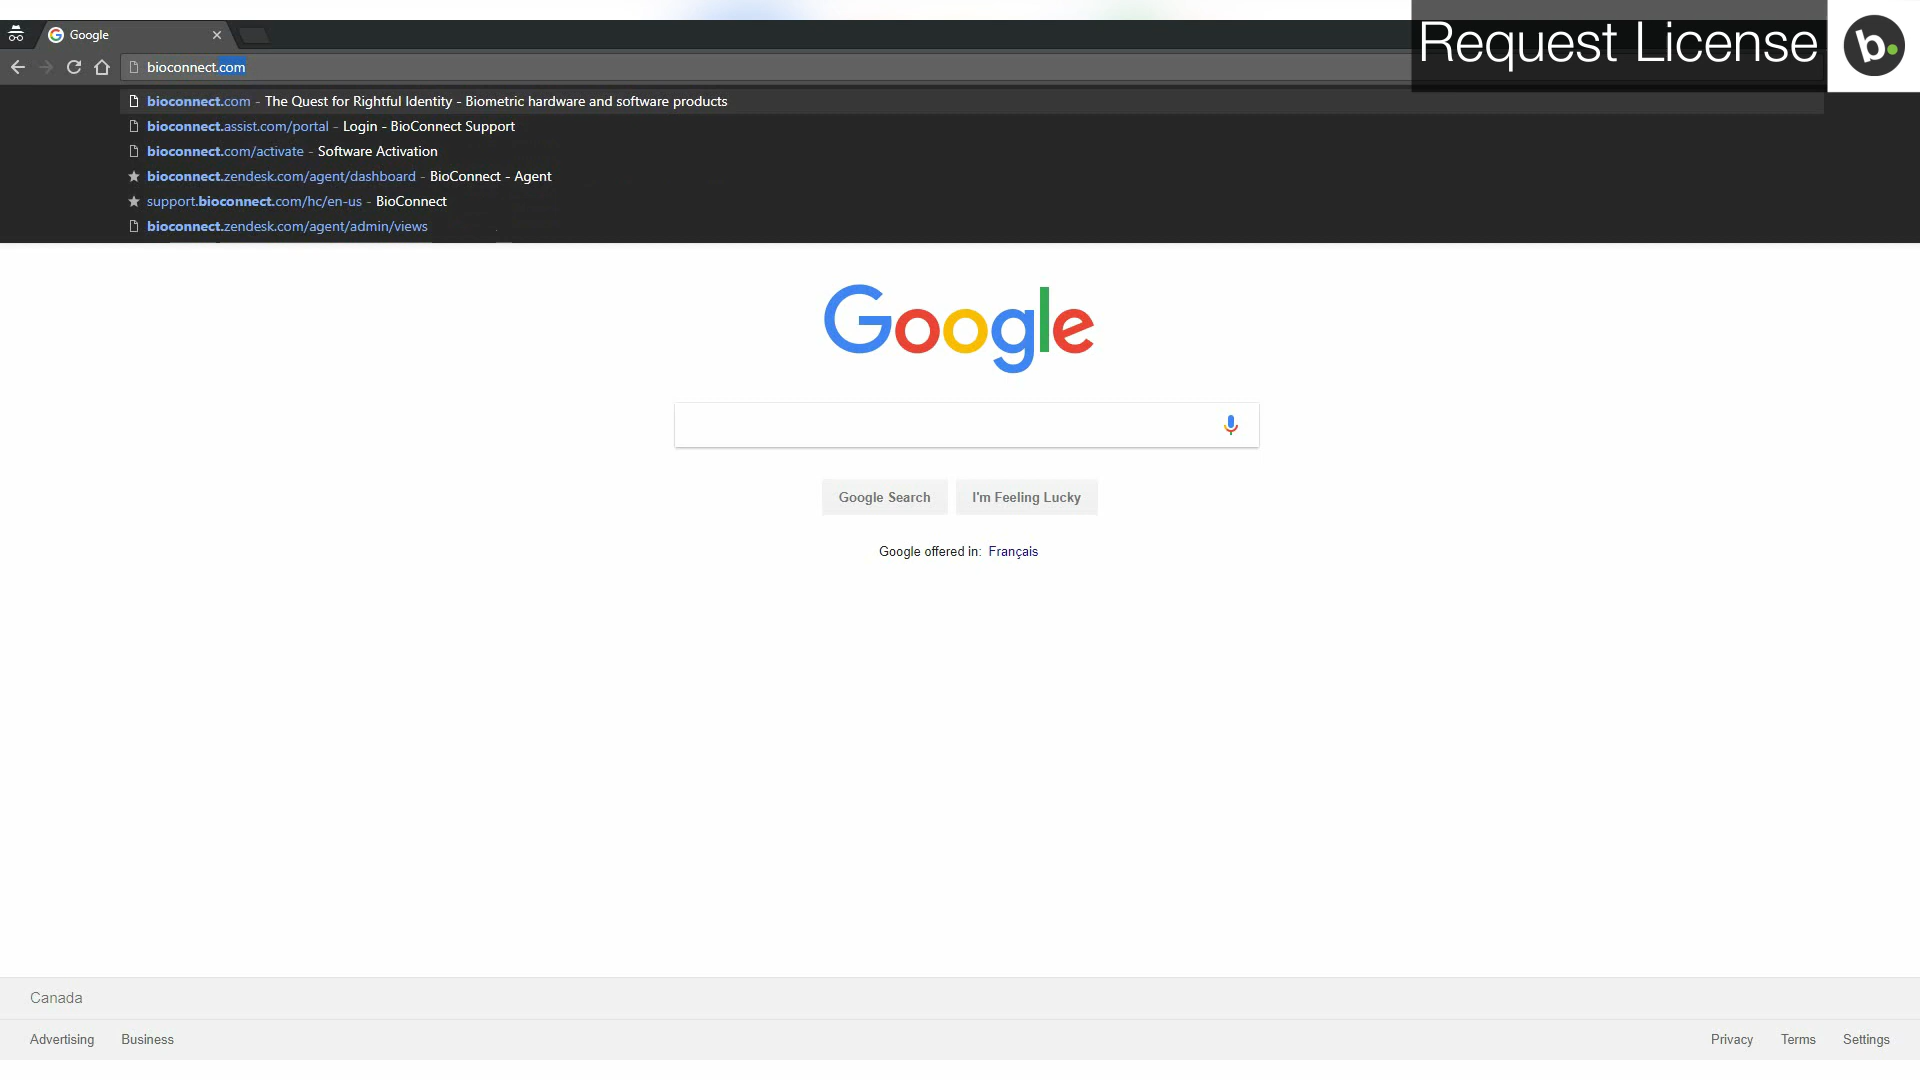 Google
Request License
b.
bioconnect.com
bioconnect.com - The Quest for Rightful Identity - Biometric hardware and software products
bioconnect.assist.com/portal - Login - BioConnect Support
bioconnect.com/activate - Software Activation
bioconnect.zendesk.com/agent/dashboard - BioConnect - Agent
support.bioconnect.com/hc/en-us - BioConnect
bioconnect.zendesk.com/agent/admin/views
Google
Google Search I'm Feeling Lucky
Google offered in: Français
Canada
Advertising Business Privacy Terms Settings